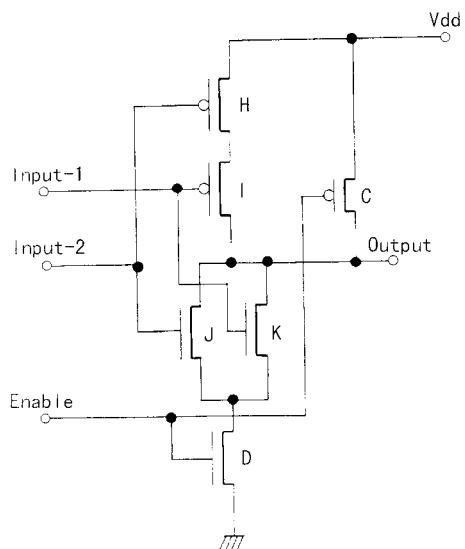 Vdd
H
Input-1
I
C
Input-2
Output
J
K
Enable
D